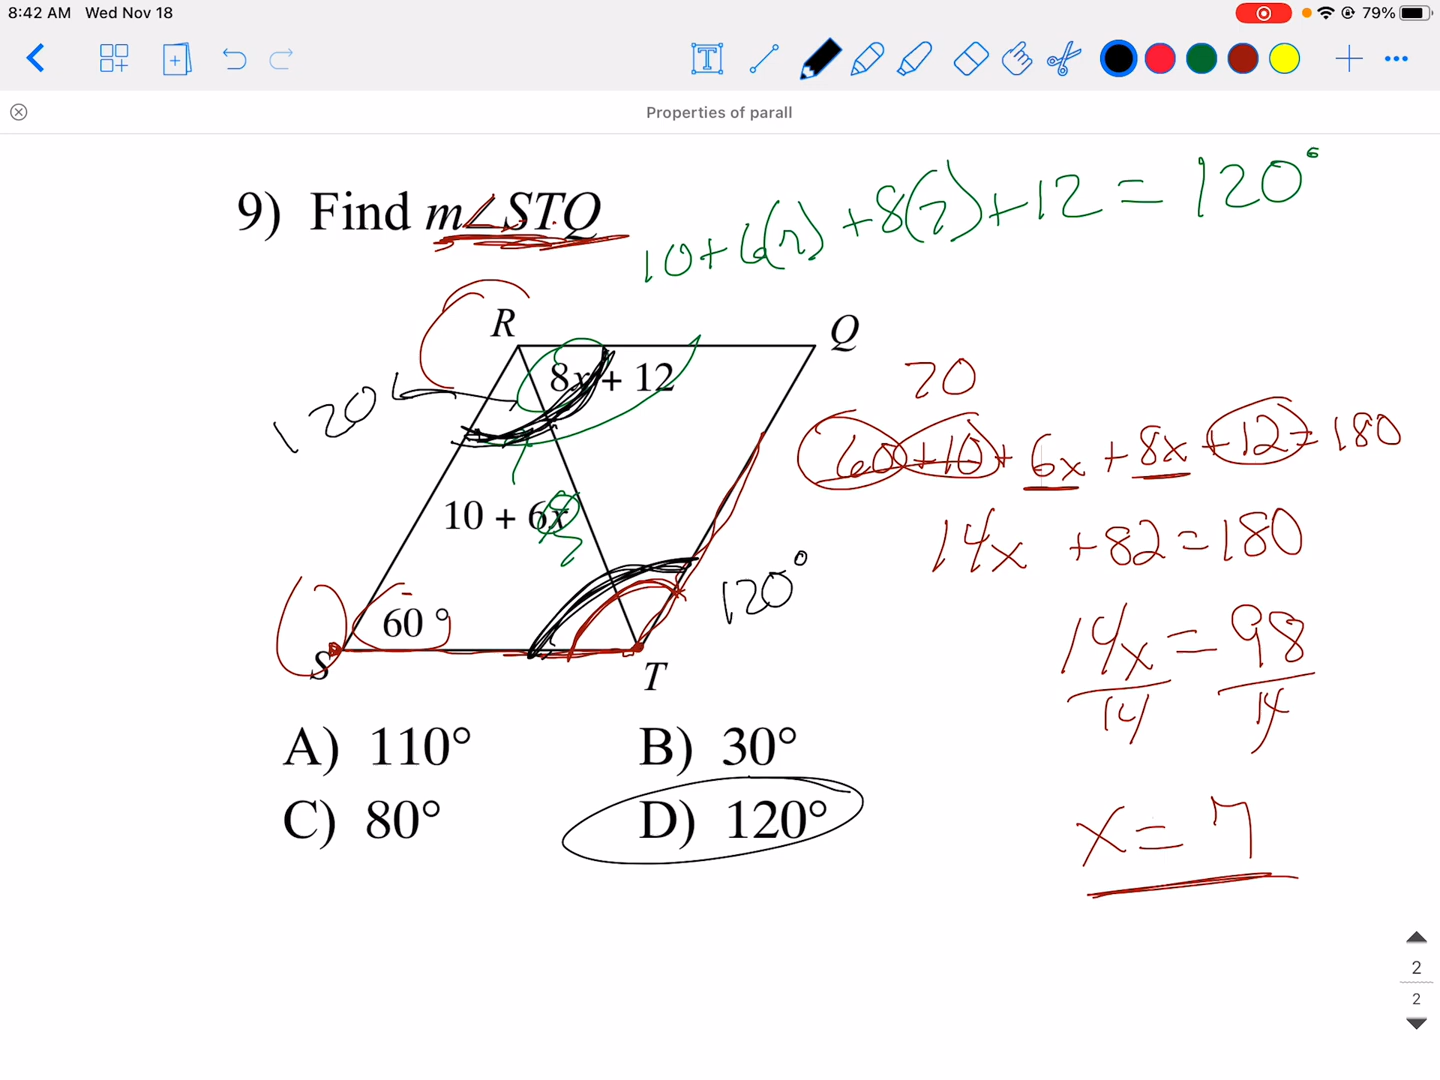 8:42 AM Wed Nov 18
79%
Properties of parall
9) Find m∠STQ
10+6(7)+8(7)+12=120°
R
Q
8x + 12
120
20
60+10+6x+8x+12=180
10 + 6x
14x +82=180
120°
60°
14x=98
14 14
S
T
A) 110°
B) 30°
C) 80°
D) 120°
x=7
2
2